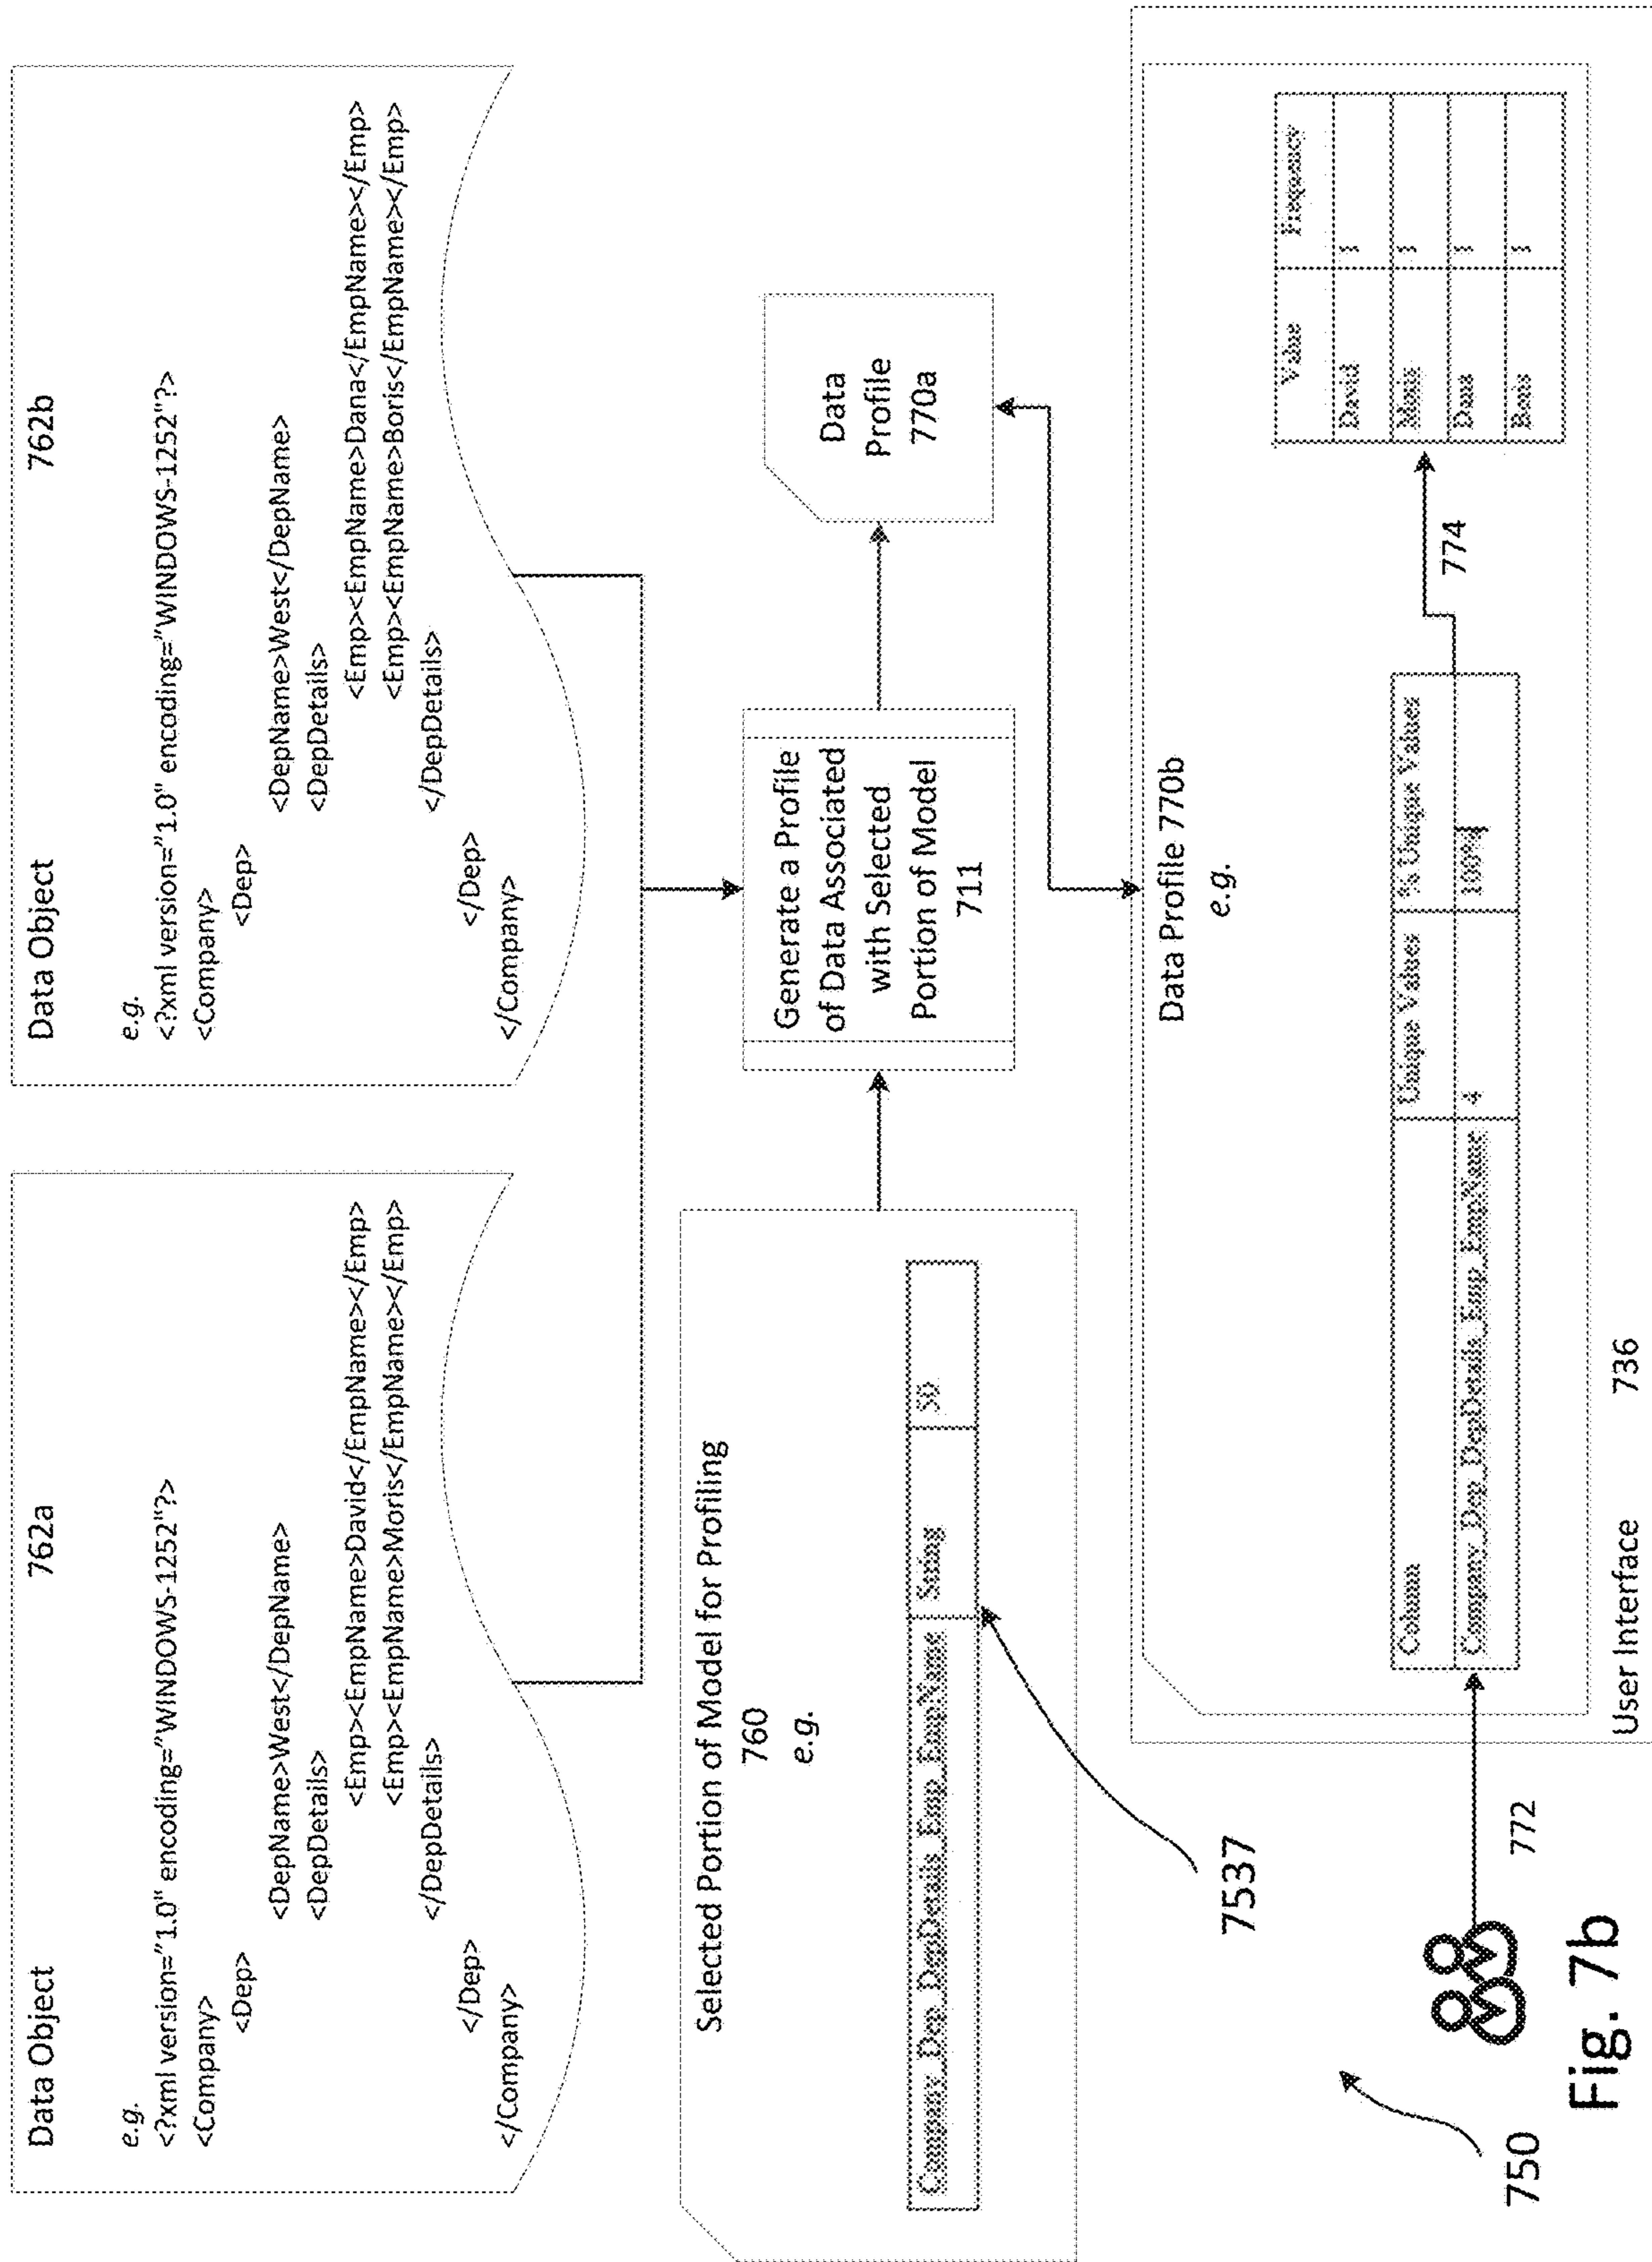 Data Object 762a
e.g.
<?xml version="1.0" encoding="WINDOWS-1252"?>
<Company>
<Dep>
<DepName>West</DepName>
<DepDetails>
<Emp><EmpName>David</EmpName></Emp>
<Emp><EmpName>Moris</EmpName></Emp>
</DepDetails>
</Dep>
</Company>
Data Object 762b
e.g.
<?xml version="1.0" encoding="WINDOWS-1252"?>
<Company>
<Dep>
<DepName>West</DepName>
<DepDetails>
<Emp><EmpName>Dana</EmpName></Emp>
<Emp><EmpName>Boris</EmpName></Emp>
</DepDetails>
</Dep>
</Company>
Selected Portion of Model for Profiling
760
e.g.
Company_Dep_DepDetails_Emp_EmpName String 50
7537
Generate a Profile
of Data Associated
with Selected
Portion of Model
711
Data
Profile
770a
Data Profile 770b
e.g.
Column Unique Values % Unique Values
Company_Dep_DepDetails_Emp_EmpName 4 100%
774
Value Frequency
David 1
Moris 1
Dana 1
Boris 1
User Interface 736
772
750
Fig. 7b